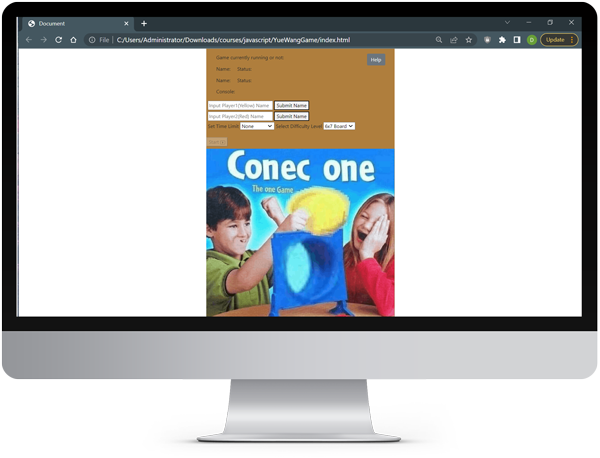 Document
File
C:/Users/Administrator/Downloads/courses/javascript/YueWangGame/index.html
D
Update
Game currently running or not:
Help
Name Status:
Name Status:
Console:
Input Player1(Yellow) Name Submit Name
Input Player2(Red) Name Submit Name
Set Time Limit None Select Difficulty Level 6x7 Board
Conec one
The one Game